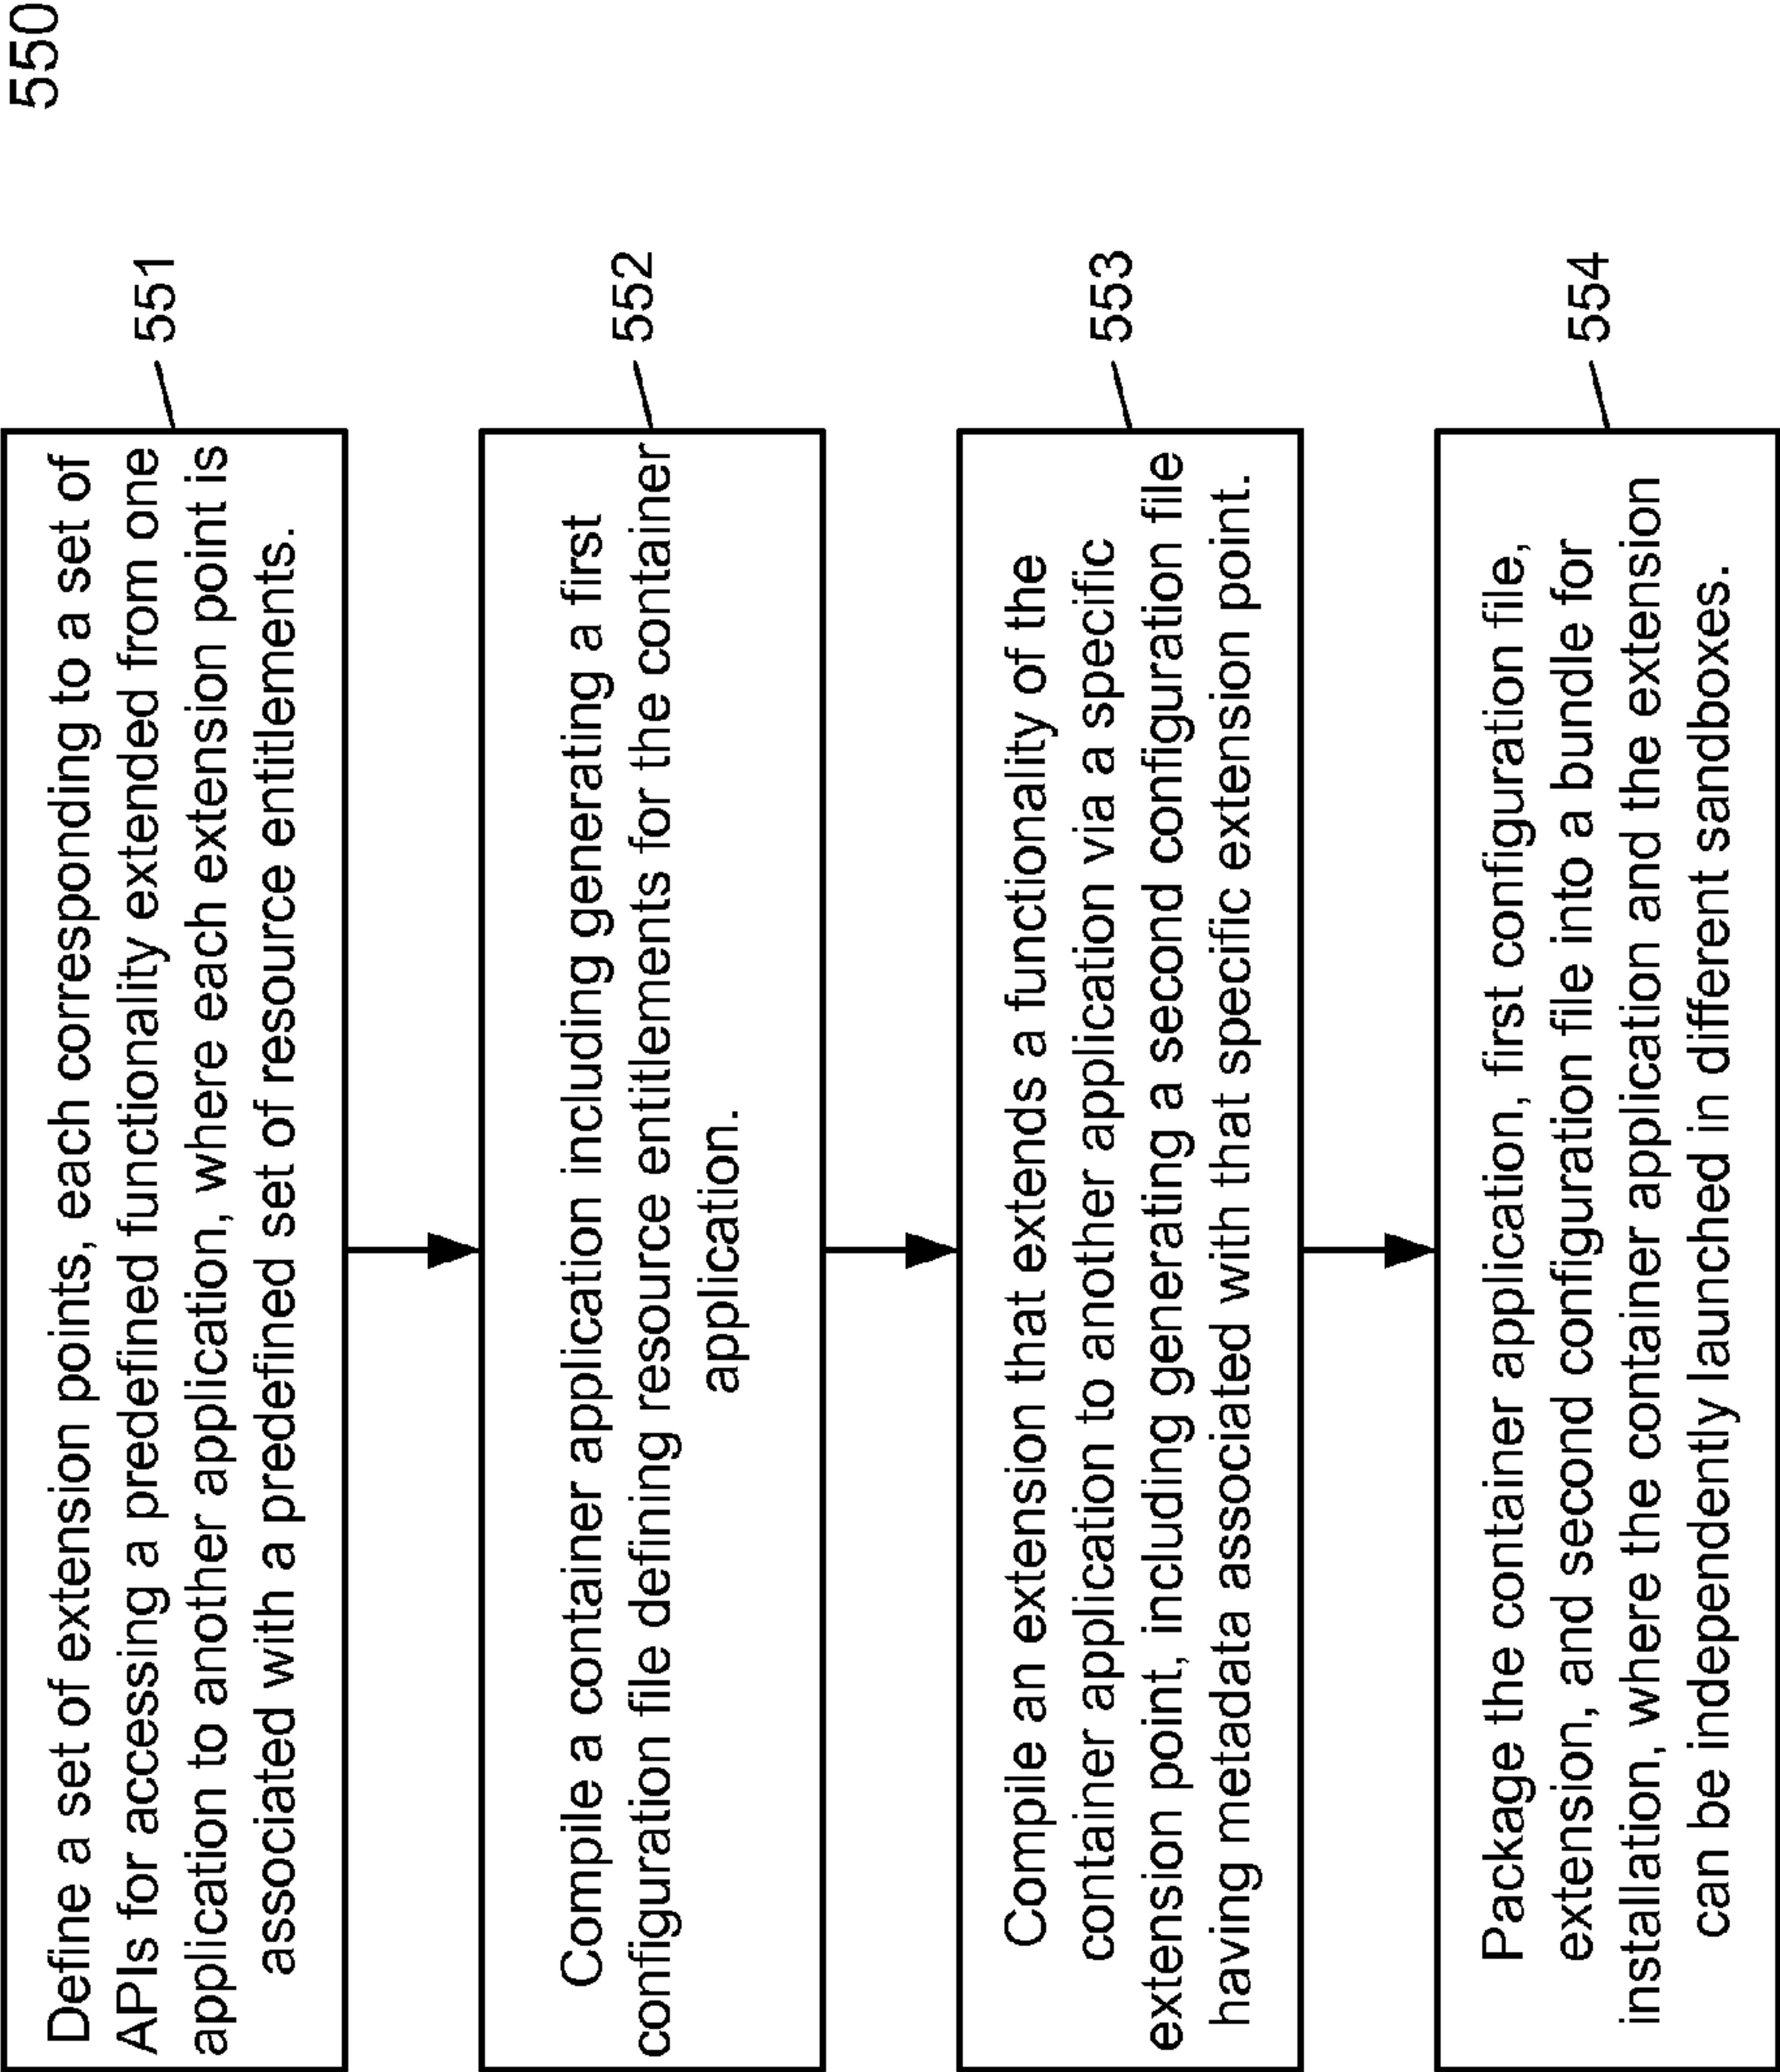 550
Define a set of extension points, each corresponding to a set of
APIs for accessing a predefined functionality extended from one
application to another application, where each extension point is
associated with a predefined set of resource entitlements.
551
Compile a container application including generating a first
configuration file defining resource entitlements for the container
application.
552
Compile an extension that extends a functionality of the
container application to another application via a specific
extension point, including generating a second configuration file
having metadata associated with that specific extension point.
553
Package the container application, first configuration file,
extension, and second configuration file into a bundle for
installation, where the container application and the extension
can be independently launched in different sandboxes.
554